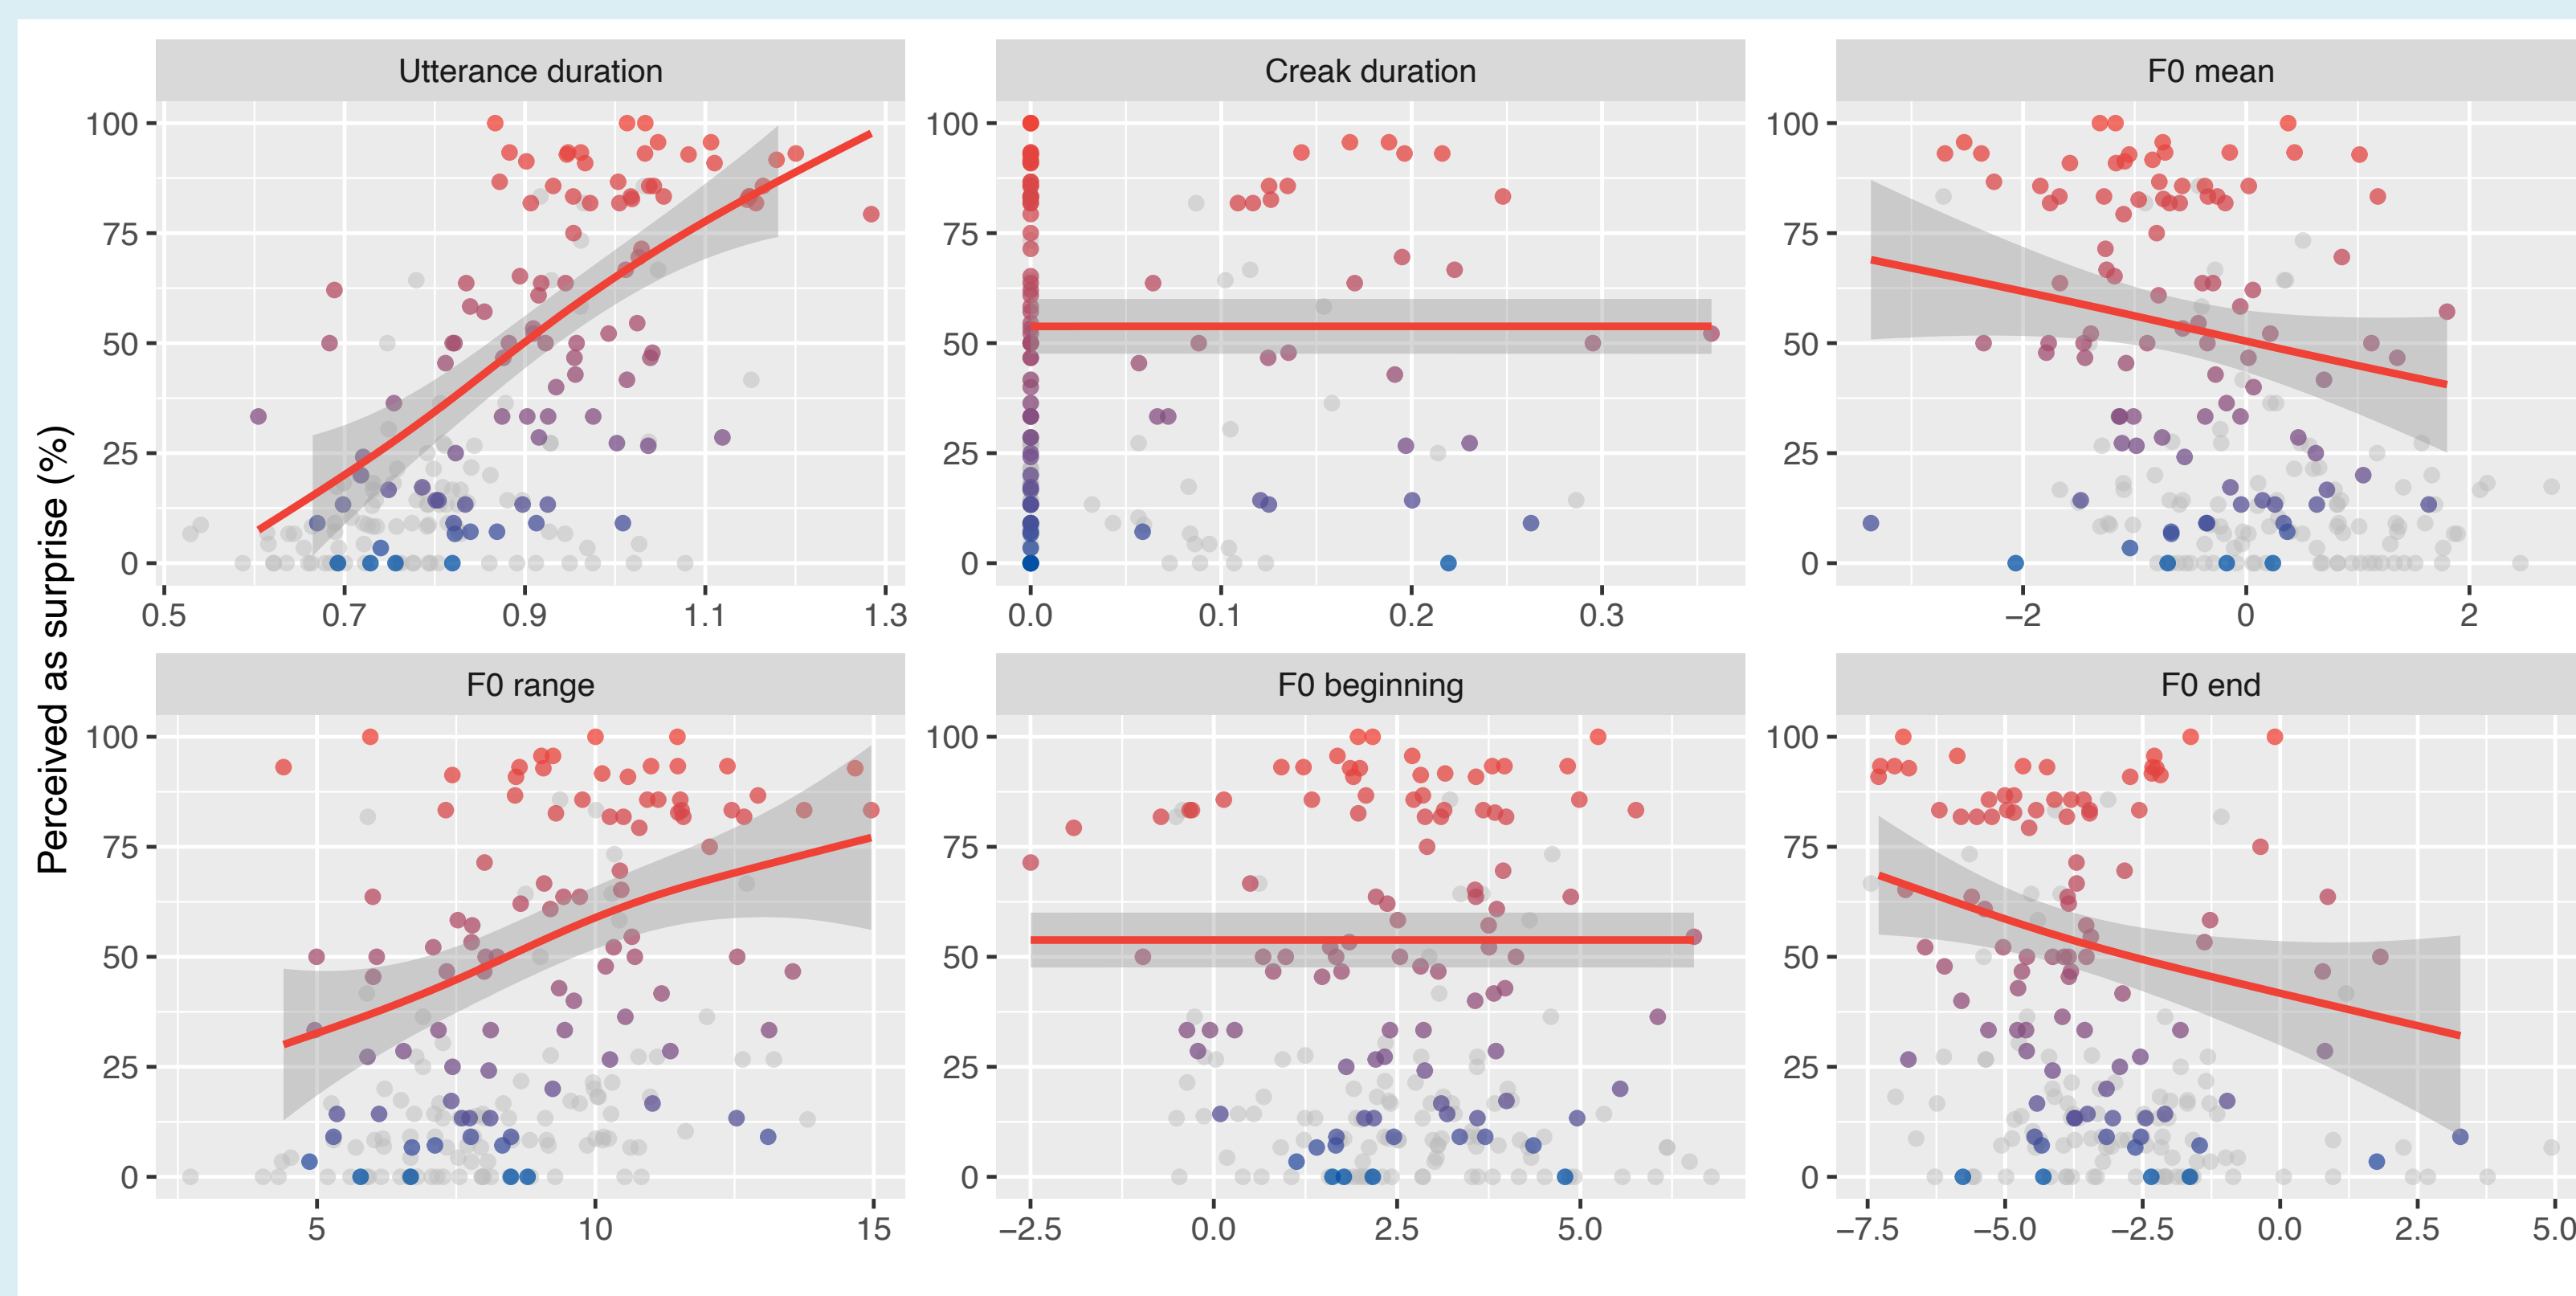 Utterance duration
Creak duration
F0 mean
Perceived as surprise (%)
100
75
50
25
0
0.5 0.7 0.9 1.1 1.3
100
75
50
25
0
0.0 0.1 0.2 0.3
100
75
50
25
0
−2 0 2
F0 range
F0 beginning
F0 end
100
75
50
25
0
5 10 15
100
75
50
25
0
−2.5 0.0 2.5 5.0
100
75
50
25
0
−7.5 −5.0 −2.5 0.0 2.5 5.0